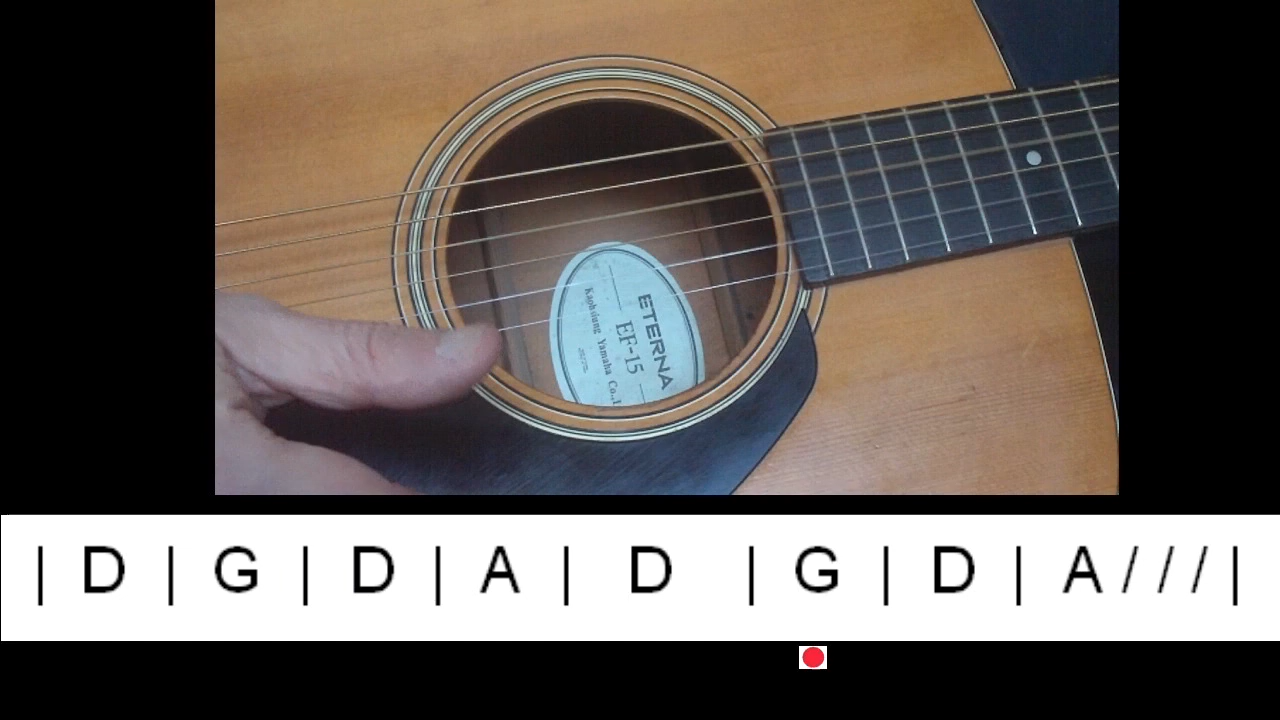 ETERNA
EF-15
Kaohsiung Yamaha Co.,L
| D | G | D | A | D | G | D | A / / / |